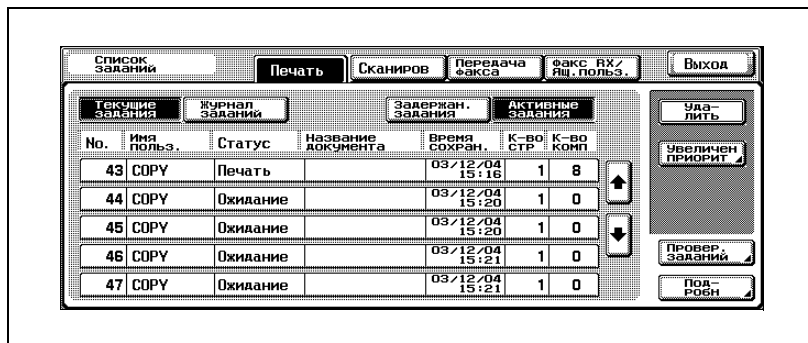 Список
заданий
Печать
Сканиров
Передача
факса
Факс RX/
Ящ.польз.
Выход
Текущие
задания
Журнал
заданий
Задержан.
задания
Активные
задания
Уда-
лить
No. Имя
польз. Статус Название
документа Время
сохран. К-во
стр К-во
комп
Увеличен
приорит
43 COPY Печать 03/12/04
15:16 1 8
44 COPY Ожидание 03/12/04
15:20 1 0
45 COPY Ожидание 03/12/04
15:20 1 0
46 COPY Ожидание 03/12/04
15:21 1 0
47 COPY Ожидание 03/12/04
15:21 1 0
Провер.
заданий
Под-
робн